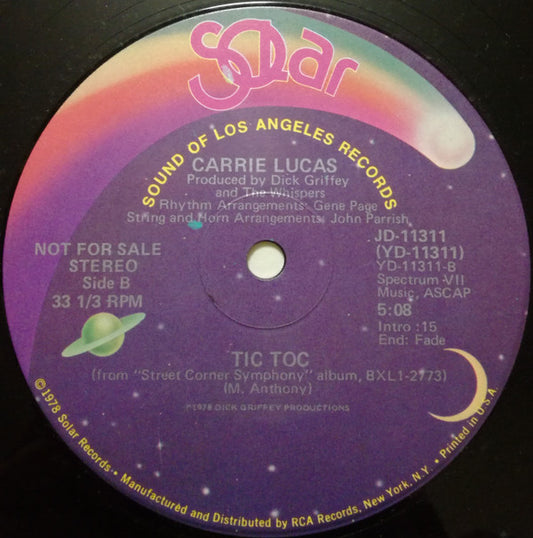 Solar
SOUND OF LOS ANGELES RECORDS
CARRIE LUCAS
Produced by Dick Griffey
and The Whispers
Rhythm Arrangements: Gene Page
String and Horn Arrangements: John Parrish
NOT FOR SALE
STEREO
Side B
33 1/3 RPM
JD-11311
(YD-11311)
YD-11311-B
Spectrum VII
Music, ASCAP
5:08
Intro :15
End: Fade
TIC TOC
(from "Street Corner Symphony" album, BXL1-2773)
(M. Anthony)
℗1978 DICK GRIFFEY PRODUCTIONS
©1978 Solar Records • Manufactured and Distributed by RCA Records, New York, N.Y. • Printed in U.S.A.